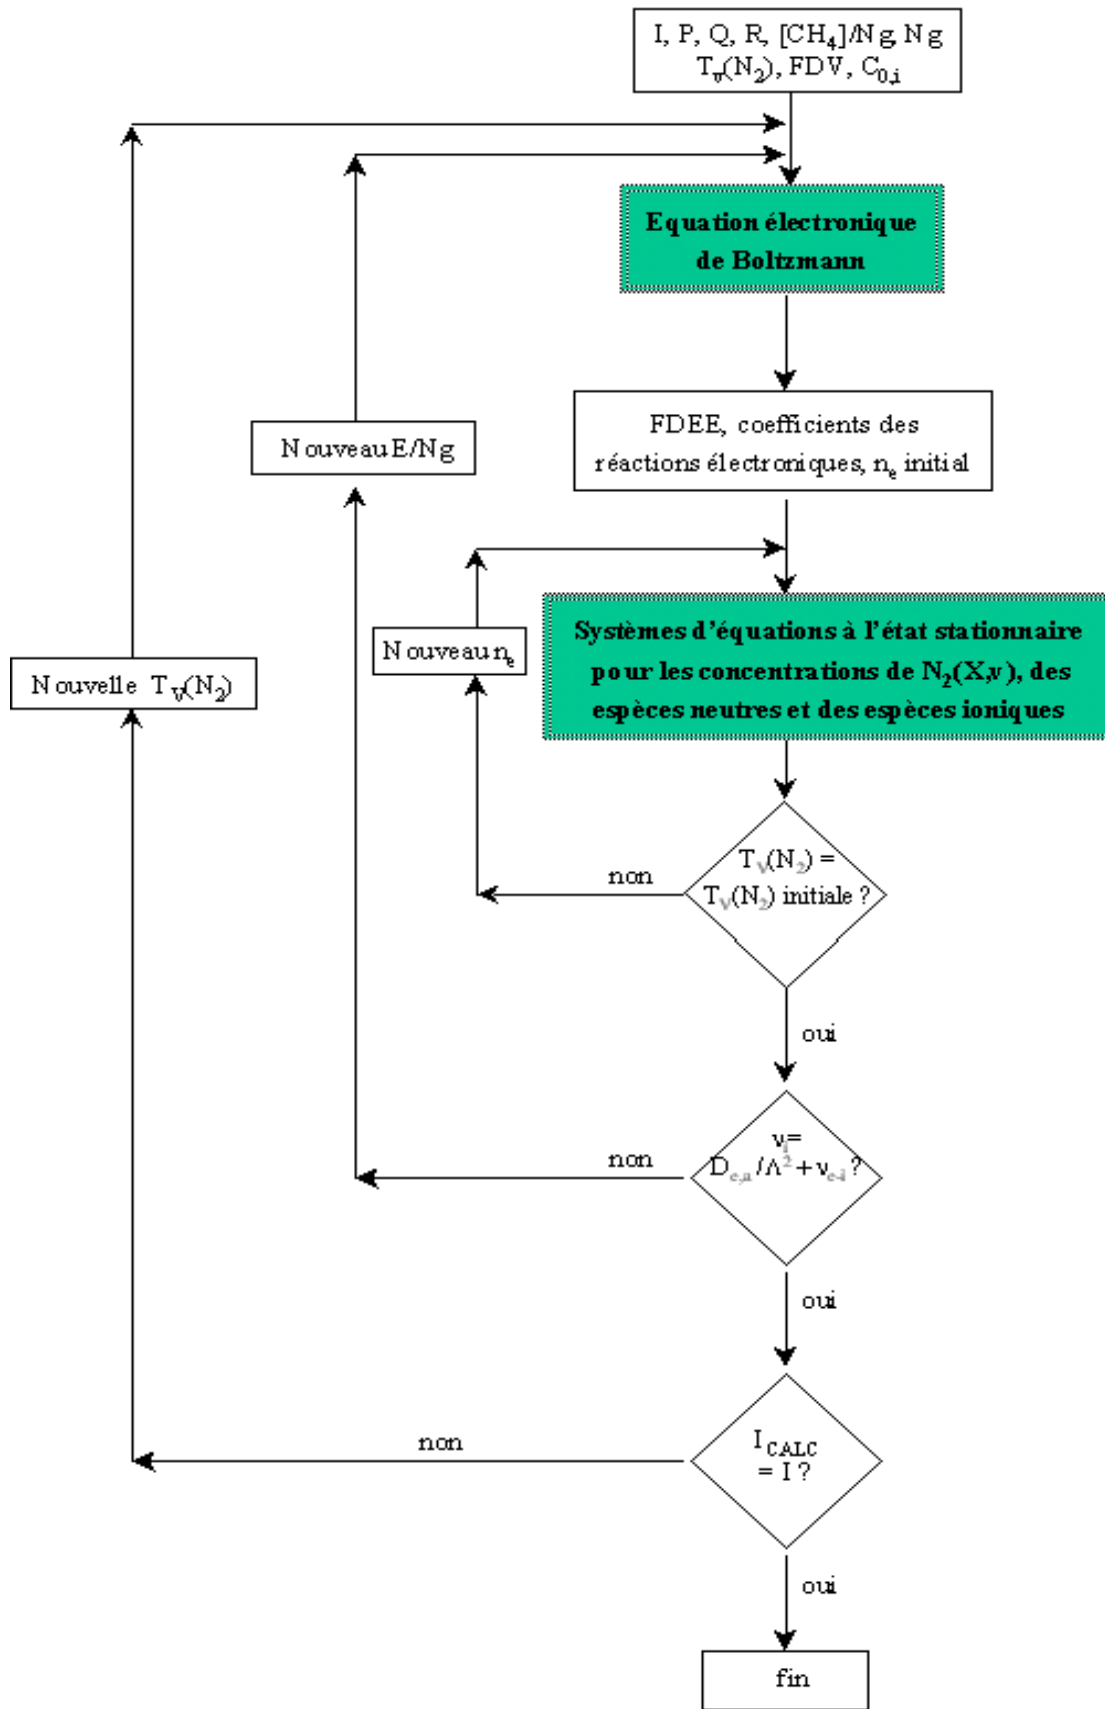 I, P, Q, R, [CH₄]/Ng, Ng
Tᵥ(N₂), FDV, C₀,ᵢ
Equation électronique
de Boltzmann
FDEE, coefficients des
réactions électroniques, nₑ initial
Nouveau E/Ng
Nouveau nₑ
Systèmes d'équations à l'état stationnaire
pour les concentrations de N₂(X,v), des
espèces neutres et des espèces ioniques
Nouvelle Tᵥ(N₂)
Tᵥ(N₂) =
Tᵥ(N₂) initiale ?
non
oui
νᵢ=
Dₑ,ₐ/Λ² + νₑ₋ᵢ ?
non
oui
I CALC
= I ?
non
oui
fin